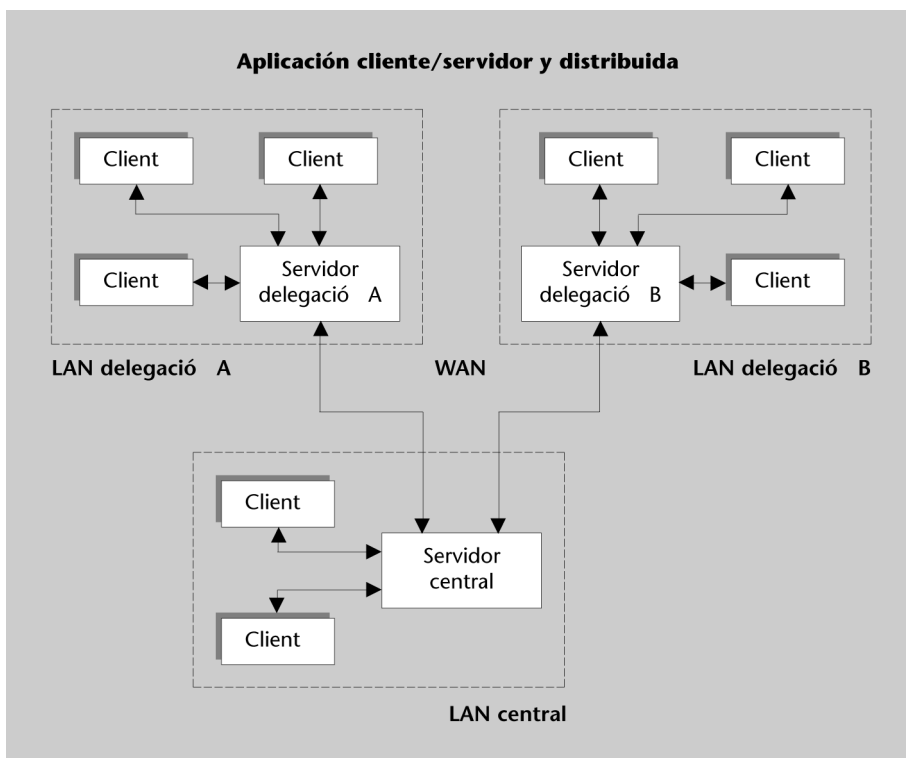 Aplicación cliente/servidor y distribuida
Client
Client
Client
Servidor
delegació A
LAN delegació A
Client
Client
Servidor
delegació B
Client
WAN
LAN delegació B
Client
Servidor
central
Client
LAN central